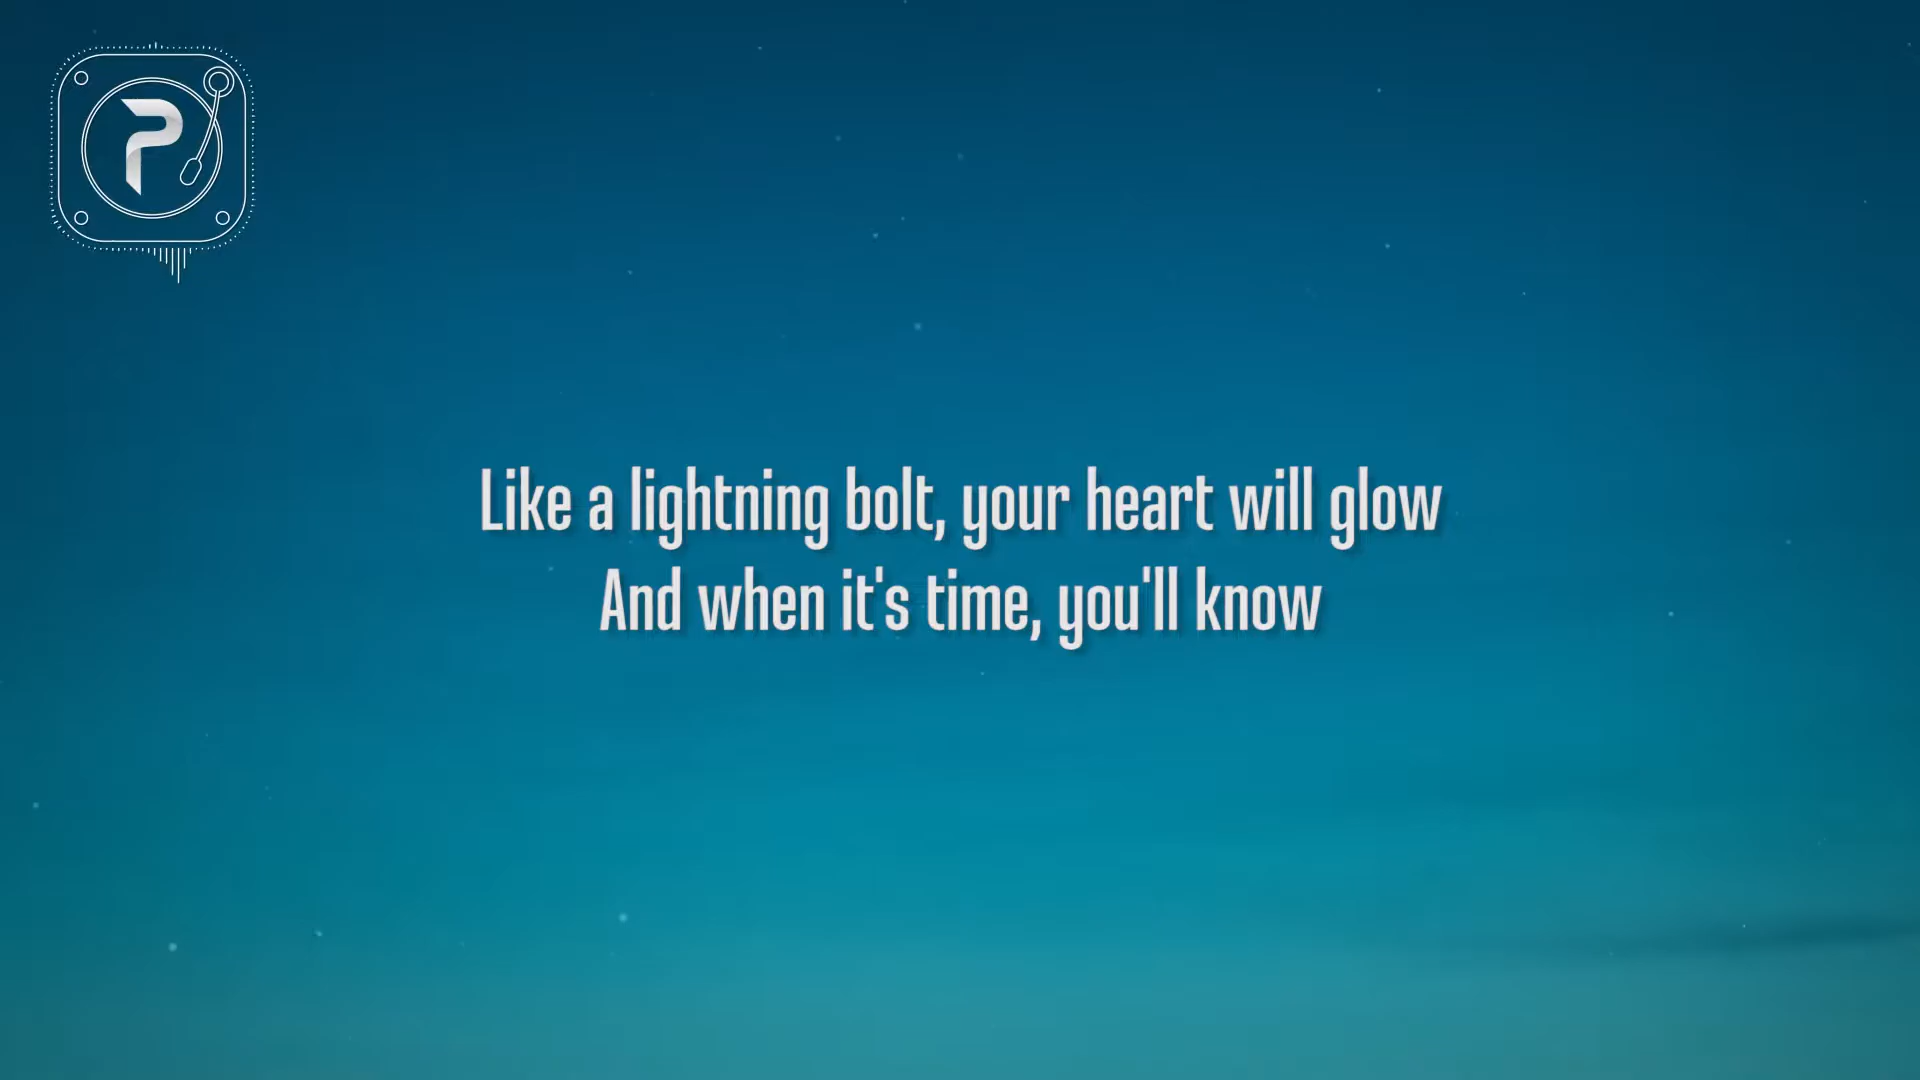 P
Like a lightning bolt, your heart will glow
And when it's time, you'll know